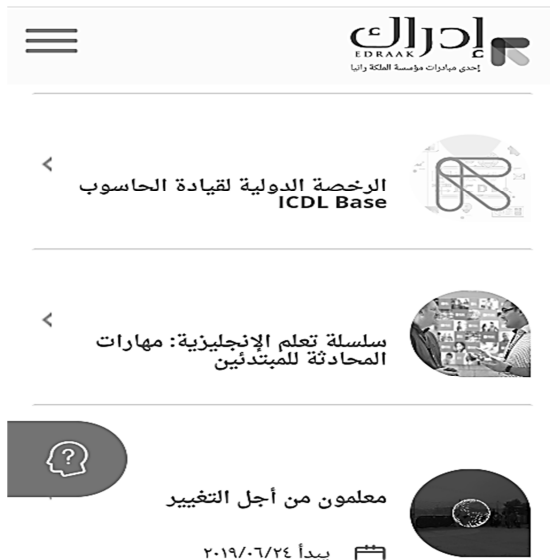 إدراك
EDRAAK
إحدى مبادرات مؤسسة الملكة رانيا
الرخصة الدولية لقيادة الحاسوب
ICDL Base
سلسلة تعلم الإنجليزية: مهارات
المحادثة للمبتدئين
معلمون من أجل التغيير
يبدأ ٢٠١٩/٠٦/٢٤